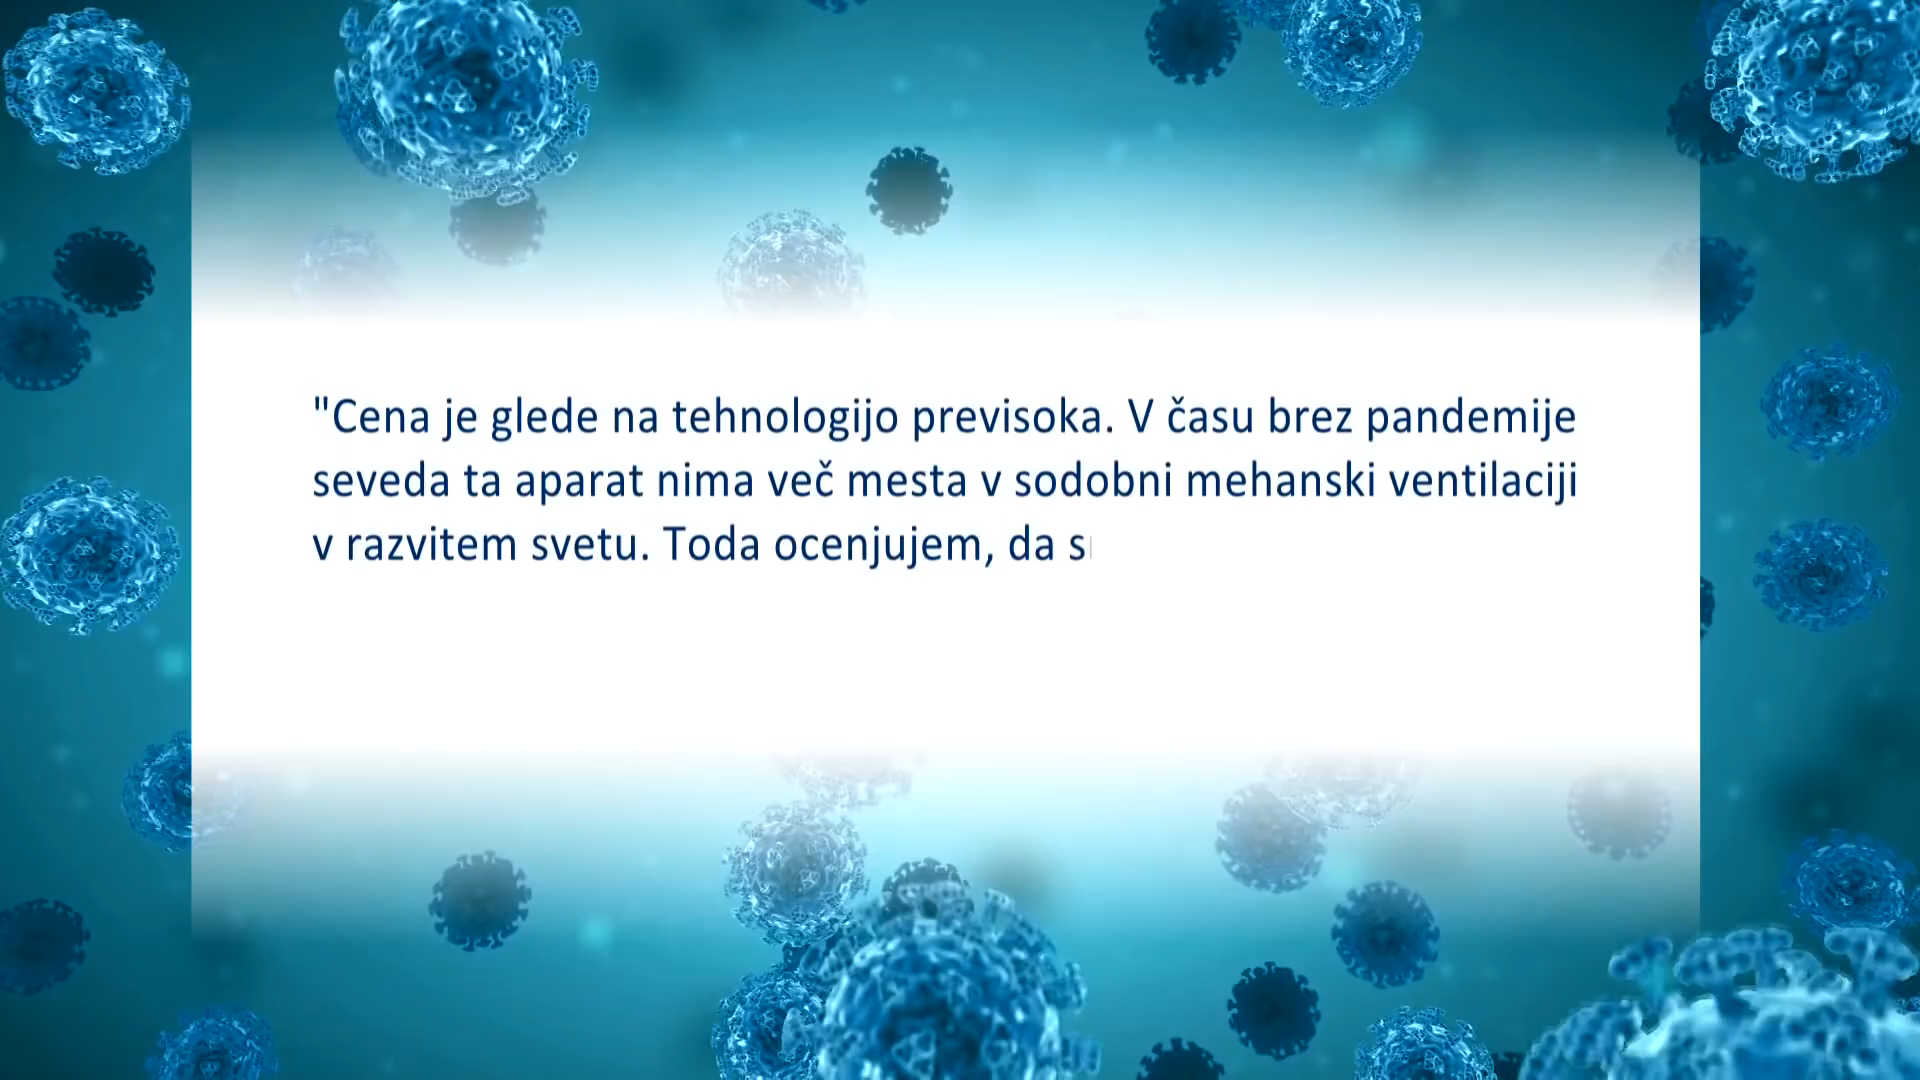 "Cena je glede na tehnologijo previsoka. V času brez pandemije
seveda ta aparat nima več mesta v sodobni mehanski ventilaciji
v razvitem svetu. Toda ocenjujem, da